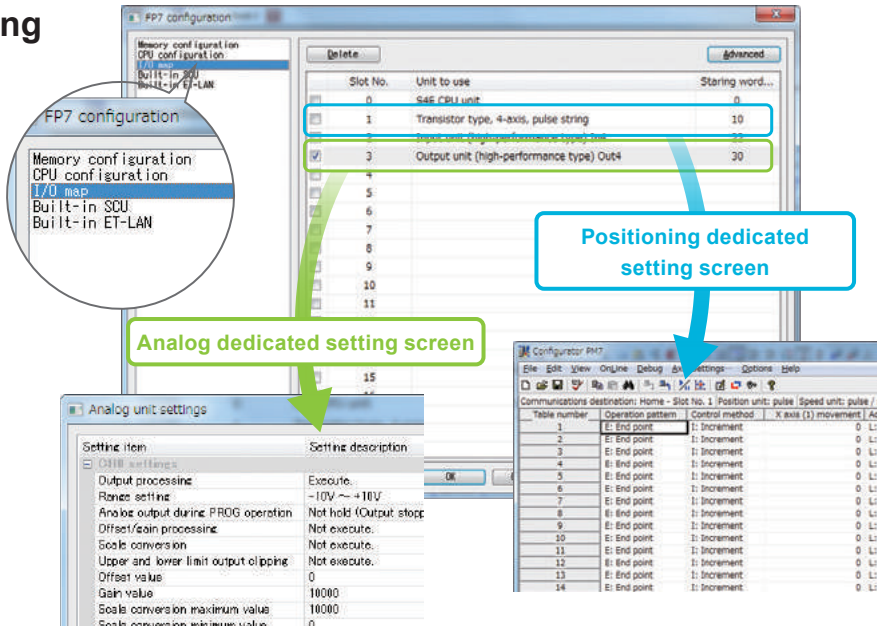 ng
FP7 configuration
Memory configuration
CPU configuration
I/O map
Built-in SCU
Built-in ET-LAN
Delete
Advanced
Slot No. Unit to use Staring word...
0 S46 CPU unit 0
1 Transistor type, 4-axis, pulse string 10
3 Output unit (high-performance type) Out4 30
4
5
6
7
8
9
10
11
15
FP7 configuration
Memory configuration
CPU configuration
I/O map
Built-in SCU
Built-in ET-LAN
Positioning dedicated
setting screen
Analog dedicated setting screen
OK
Analog unit settings
Setting item Setting description
Output processing Execute.
Range setting -10V ~ +10V
Analog output during PROG operation Not hold (Output stopp
Offset/gain processing Not execute.
Scale conversion Not execute.
Upper and lower limit output clipping Not execute.
Offset value 0
Gain value 10000
Scale conversion maximum value 10000
Scale conversion minimum value 0
Configurator PM7
File Edit View OnLine Debug Axis Settings Options Help
Communications destination: Home - Slot No. 1 Position unit: pulse Speed unit: pulse /
Table number Operation pattern Control method X axis (1) movement
1 E: End point I: Increment 0 L:
2 E: End point I: Increment 0 L:
3 E: End point I: Increment 0 L:
4 E: End point I: Increment 0 L:
5 E: End point I: Increment 0 L:
6 E: End point I: Increment 0 L:
7 E: End point I: Increment 0 L:
8 E: End point I: Increment 0 L:
9 E: End point I: Increment 0 L:
10 E: End point I: Increment 0 L:
11 E: End point I: Increment 0 L:
12 E: End point I: Increment 0 L:
13 E: End point I: Increment 0 L:
14 E: End point I: Increment 0 L: